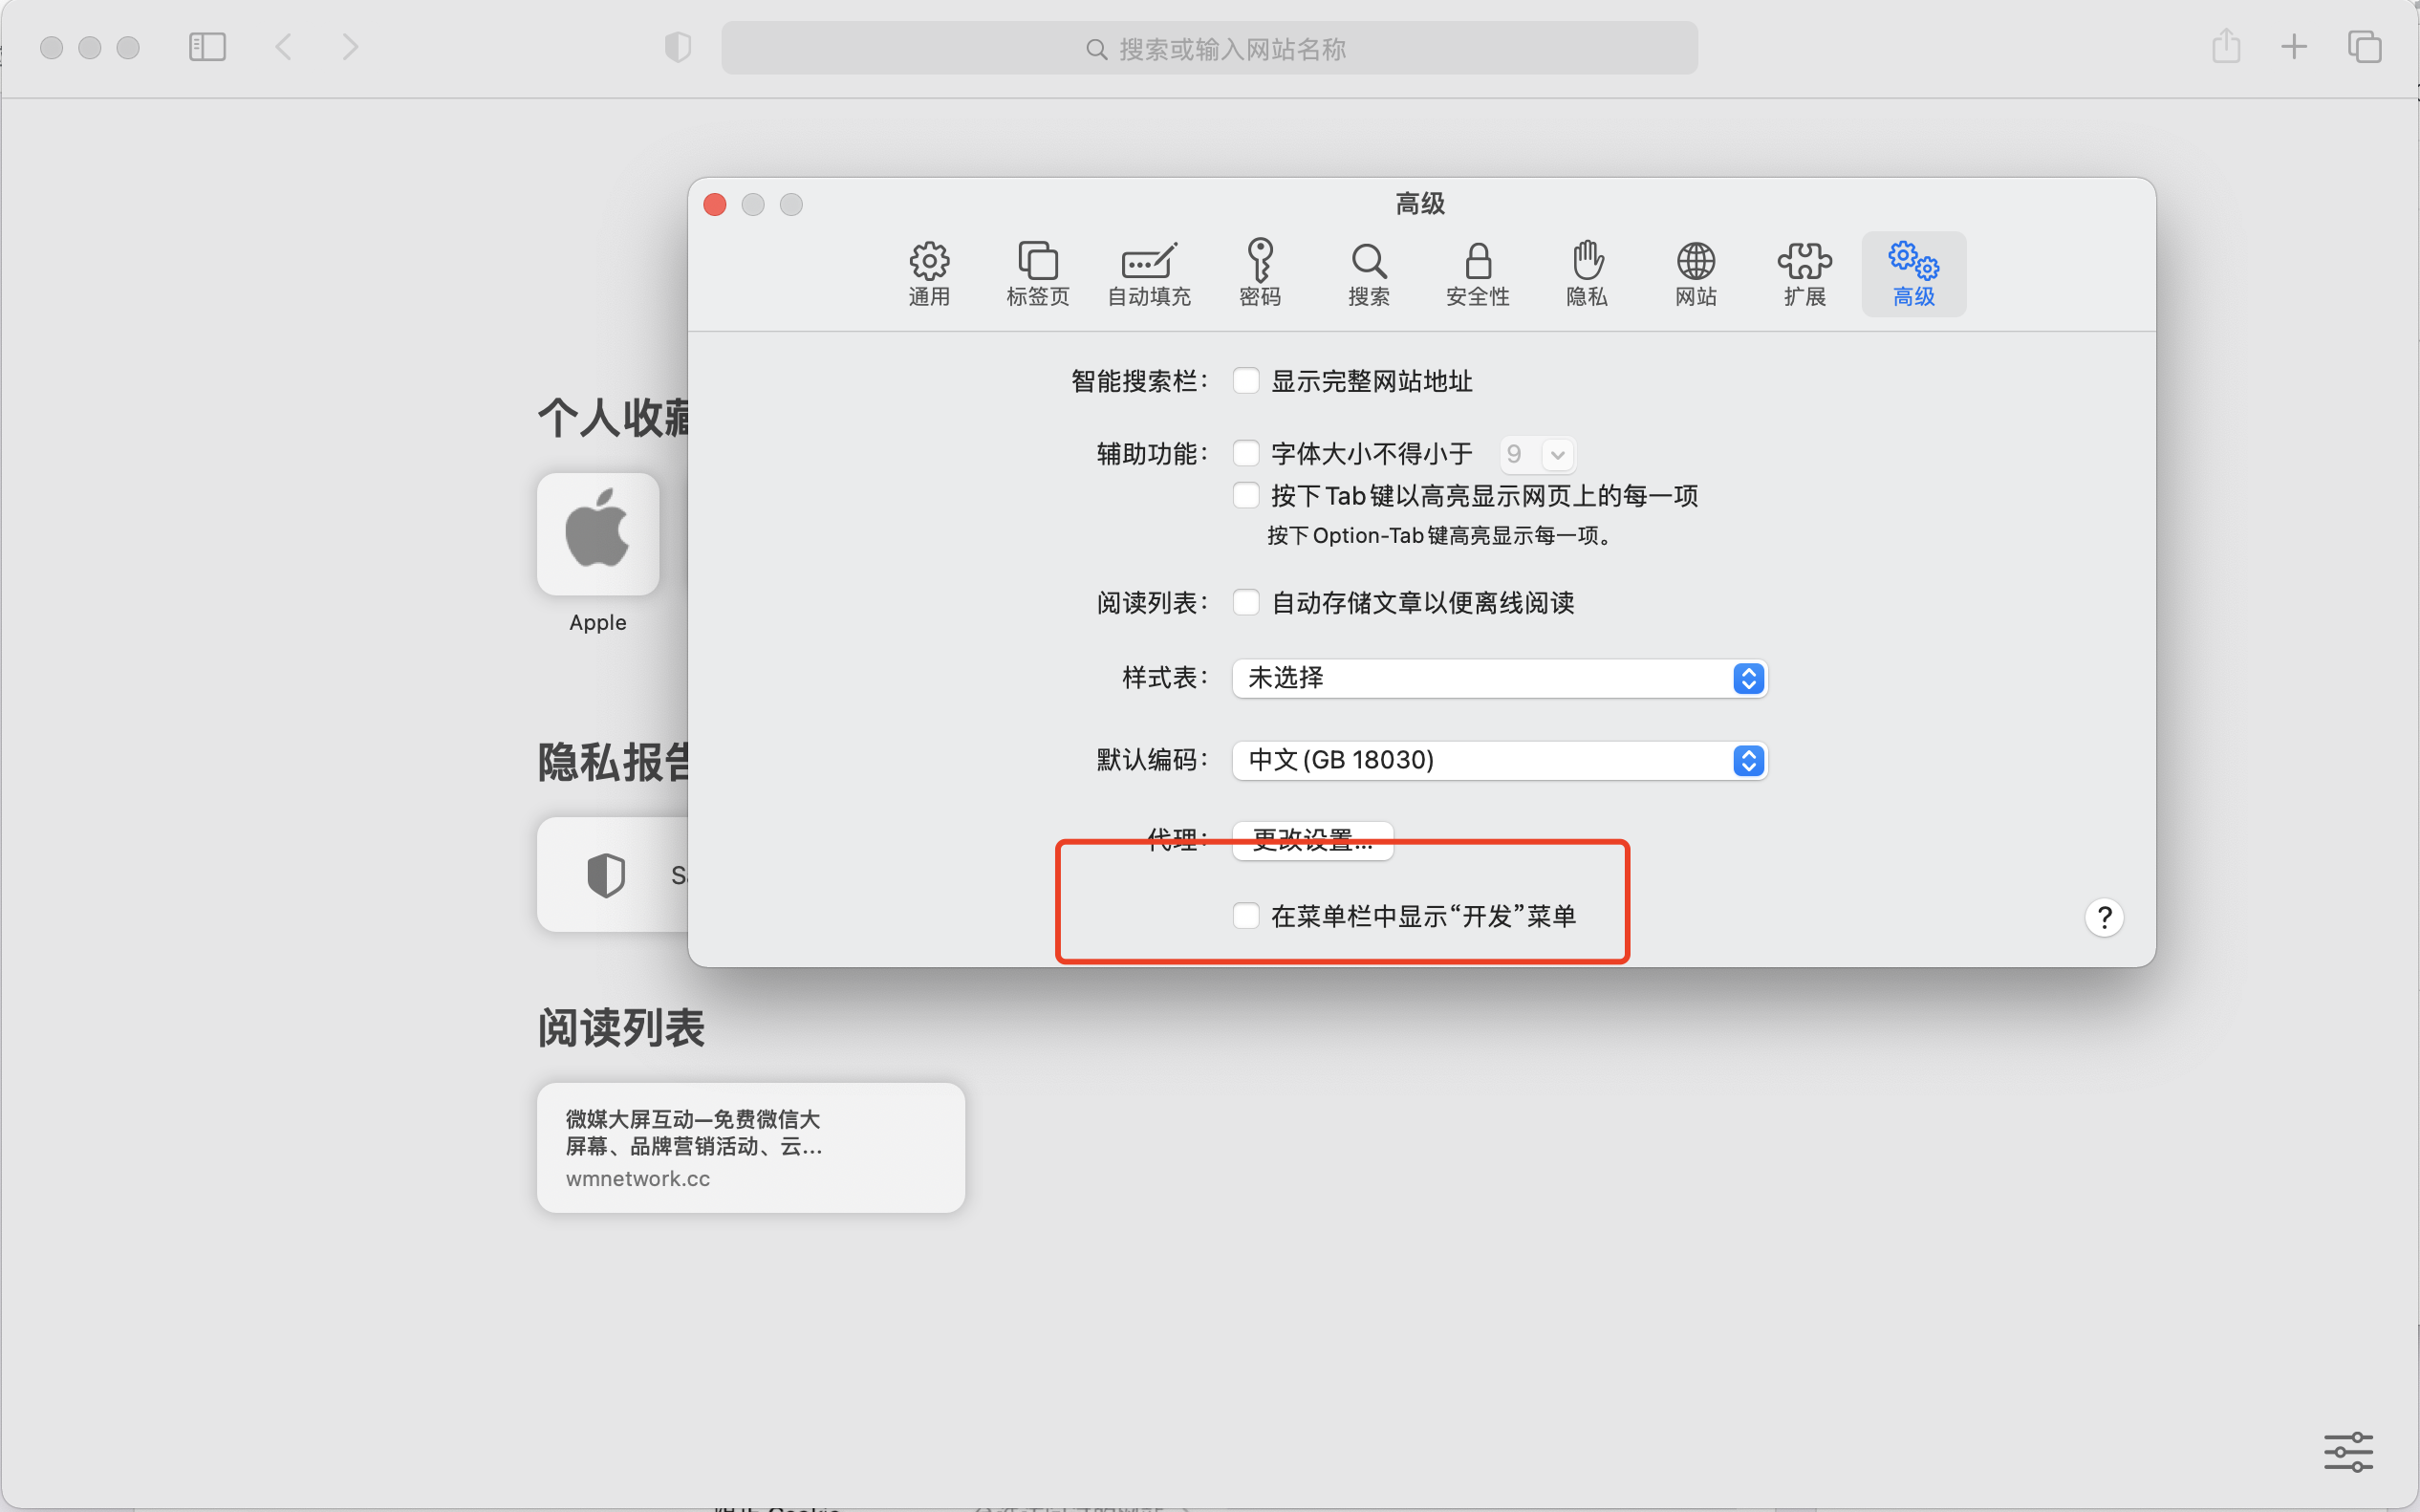 搜索或输入网站名称
高级
通用
标签页
自动填充
密码
搜索
安全性
隐私
网站
扩展
高级
智能搜索栏： 显示完整网站地址
辅助功能： 字体大小不得小于 9
按下 Tab 键以高亮显示网页上的每一项
按下 Option-Tab 键高亮显示每一项。
阅读列表： 自动存储文章以便离线阅读
样式表： 未选择
默认编码： 中文 (GB 18030)
代理： 更改设置...
在菜单栏中显示“开发”菜单
?
个人收藏
Apple
隐私报告
阅读列表
微媒大屏互动—免费微信大
屏幕、品牌营销活动、云...
wmnetwork.cc